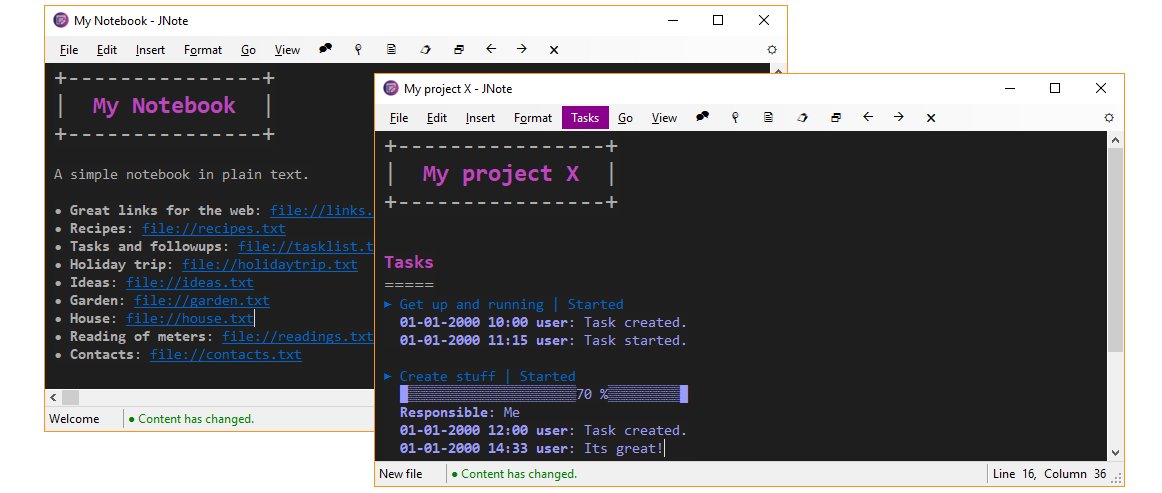 My Notebook - JNote
File Edit Insert Format Go View
+---------------+
| My Notebook |
+---------------+
A simple notebook in plain text.
• Great links for the web: file://links.
• Recipes: file://recipes.txt
• Tasks and followups: file://tasklist.t
• Holiday trip: file://holidaytrip.txt
• Ideas: file://ideas.txt
• Garden: file://garden.txt
• House: file://house.txt
• Reading of meters: file://readings.txt
• Contacts: file://contacts.txt
Welcome ● Content has changed.
My project X - JNote
File Edit Insert Format Tasks Go View
+----------------+
| My project X |
+----------------+
Tasks
=====
► Get up and running | Started
01-01-2000 10:00 user: Task created.
01-01-2000 11:15 user: Task started.
► Create stuff | Started
70 %
Responsible: Me
01-01-2000 12:00 user: Task created.
01-01-2000 14:33 user: Its great!
New file ● Content has changed. Line 16, Column 36